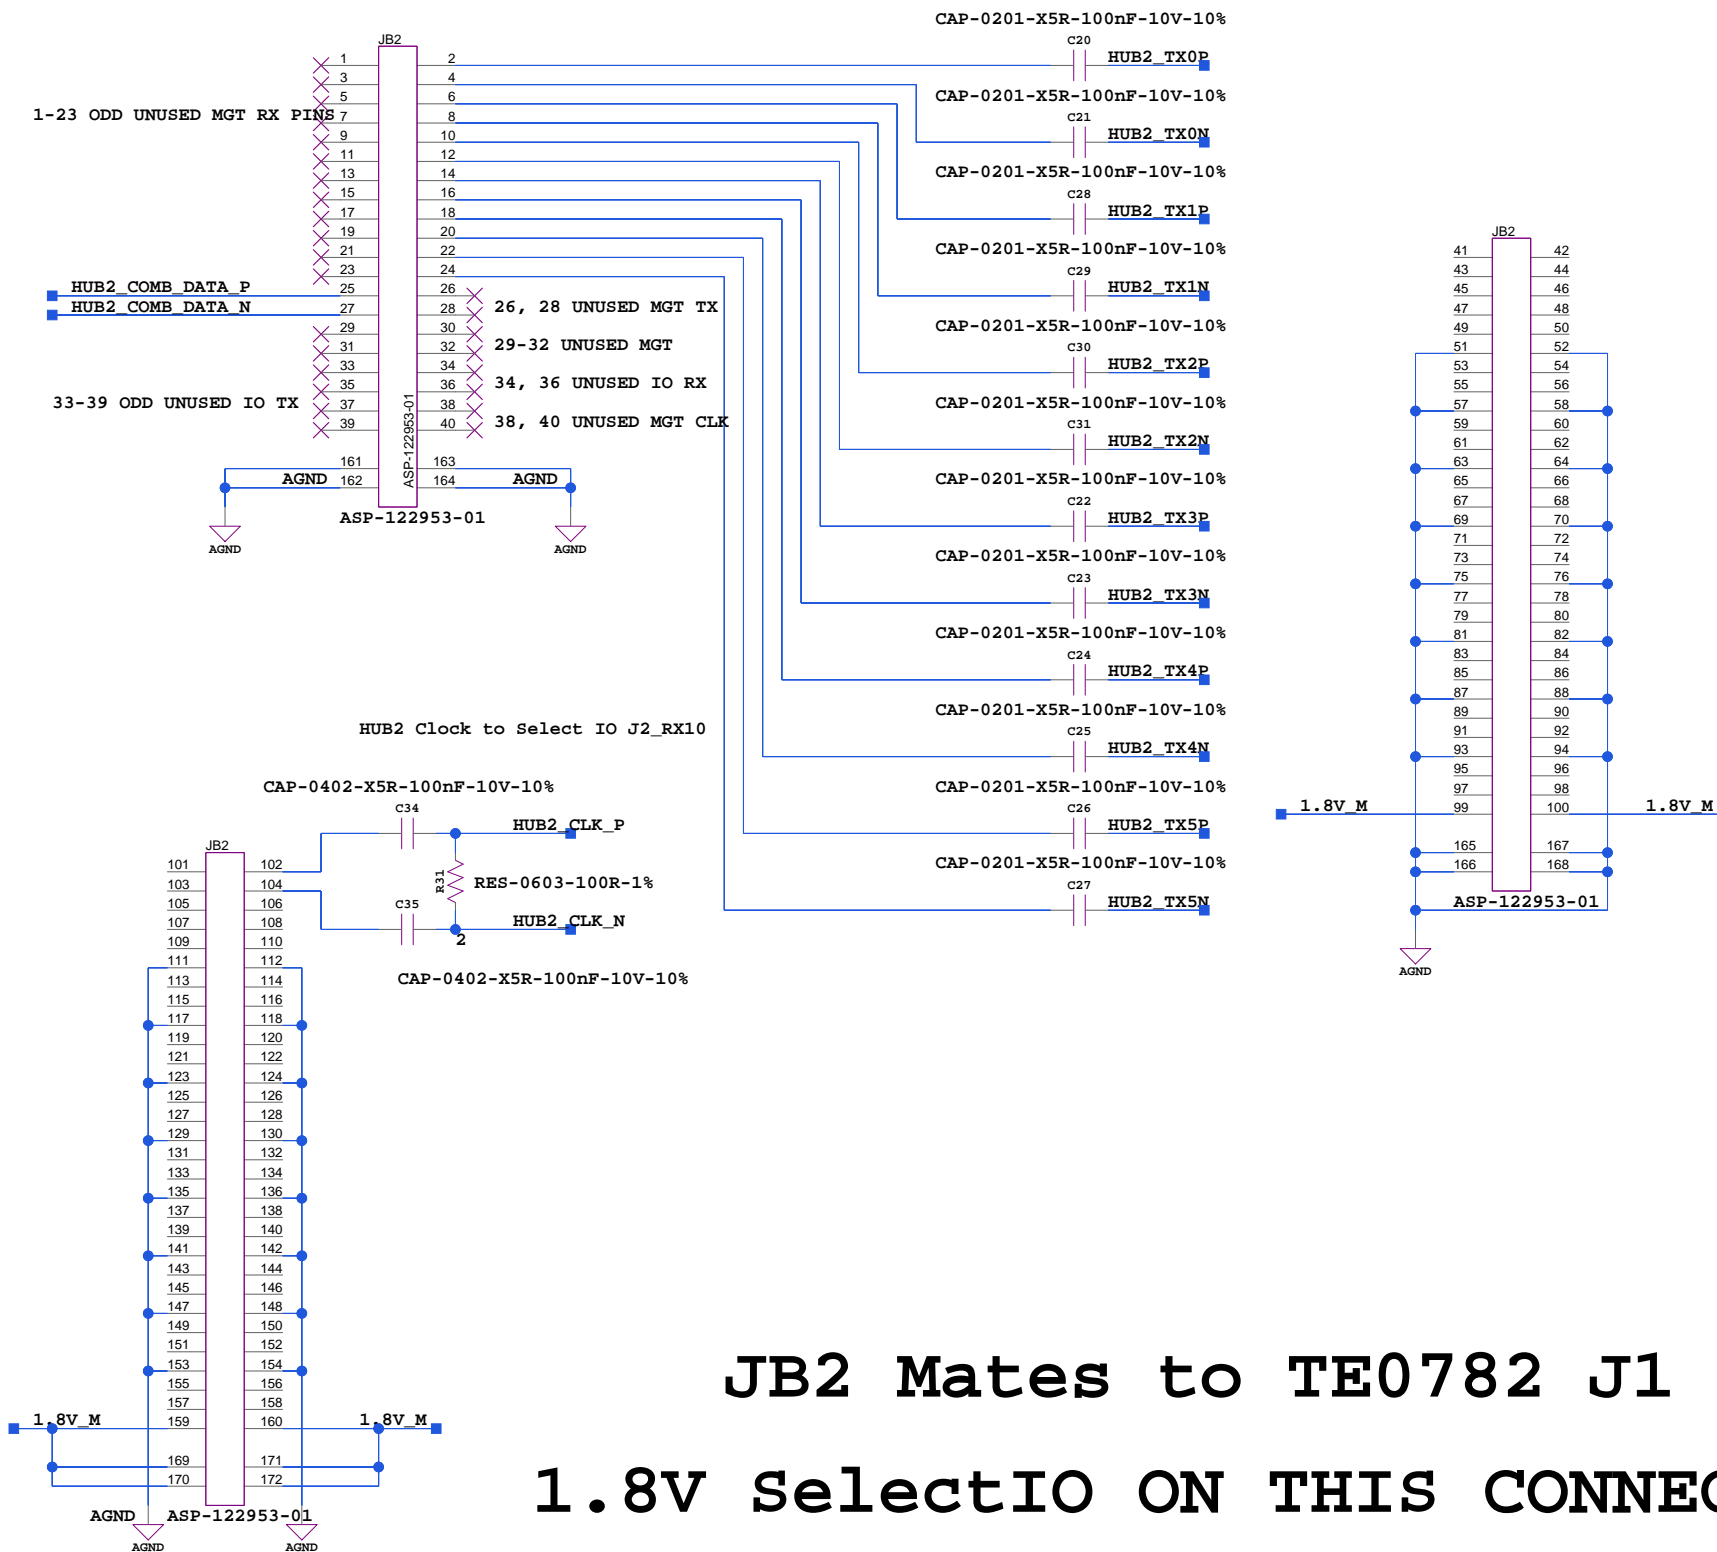 CAP-0201-X5R-100nF-10V-10%
JB2
C20
1 2 HUB2_TX0P
3 4
CAP-0201-X5R-100nF-10V-10%
5 6
1-23 ODD UNUSED MGT RX PINS
7 8
C21
9 10 HUB2_TX0N
11 12
CAP-0201-X5R-100nF-10V-10%
13 14
15 16
C28
17 18 HUB2_TX1P
19 20
CAP-0201-X5R-100nF-10V-10%
21 22
23 24
C29
HUB2_COMB_DATA_P 25 26 HUB2_TX1N
HUB2_COMB_DATA_N 27 28 26, 28 UNUSED MGT TX
CAP-0201-X5R-100nF-10V-10%
29 30
31 32 29-32 UNUSED MGT
C30
33 34 HUB2_TX2P
35 36 34, 36 UNUSED IO RX
CAP-0201-X5R-100nF-10V-10%
33-39 ODD UNUSED IO TX
37 38
39 40 38, 40 UNUSED MGT CLK
C31
HUB2_TX2N
ASP-122953-01
161 163
AGND 162 164 AGND
CAP-0201-X5R-100nF-10V-10%
C22
ASP-122953-01
HUB2_TX3P
AGND AGND
CAP-0201-X5R-100nF-10V-10%
C23
HUB2_TX3N
CAP-0201-X5R-100nF-10V-10%
C24
HUB2_TX4P
CAP-0201-X5R-100nF-10V-10%
C25
HUB2_TX4N
CAP-0201-X5R-100nF-10V-10%
C26
HUB2_TX5P
CAP-0201-X5R-100nF-10V-10%
C27
HUB2_TX5N
JB2
41 42
43 44
45 46
47 48
49 50
51 52
53 54
55 56
57 58
59 60
61 62
63 64
65 66
67 68
69 70
71 72
73 74
75 76
77 78
79 80
81 82
83 84
85 86
87 88
89 90
91 92
93 94
95 96
97 98
1.8V_M 99 100 1.8V_M
165 167
166 168
ASP-122953-01
AGND
HUB2 Clock to Select IO J2_RX10
CAP-0402-X5R-100nF-10V-10%
C34
HUB2_CLK_P
R31
RES-0603-100R-1%
C35
HUB2_CLK_N
2
CAP-0402-X5R-100nF-10V-10%
JB2
101 102
103 104
105 106
107 108
109 110
111 112
113 114
115 116
117 118
119 120
121 122
123 124
125 126
127 128
129 130
131 132
133 134
135 136
137 138
139 140
141 142
143 144
145 146
147 148
149 150
151 152
153 154
155 156
157 158
1.8V_M 159 160 1.8V_M
169 171
170 172
AGND ASP-122953-01
AGND AGND
JB2 Mates to TE0782 J1
1.8V SelectIO ON THIS CONNE